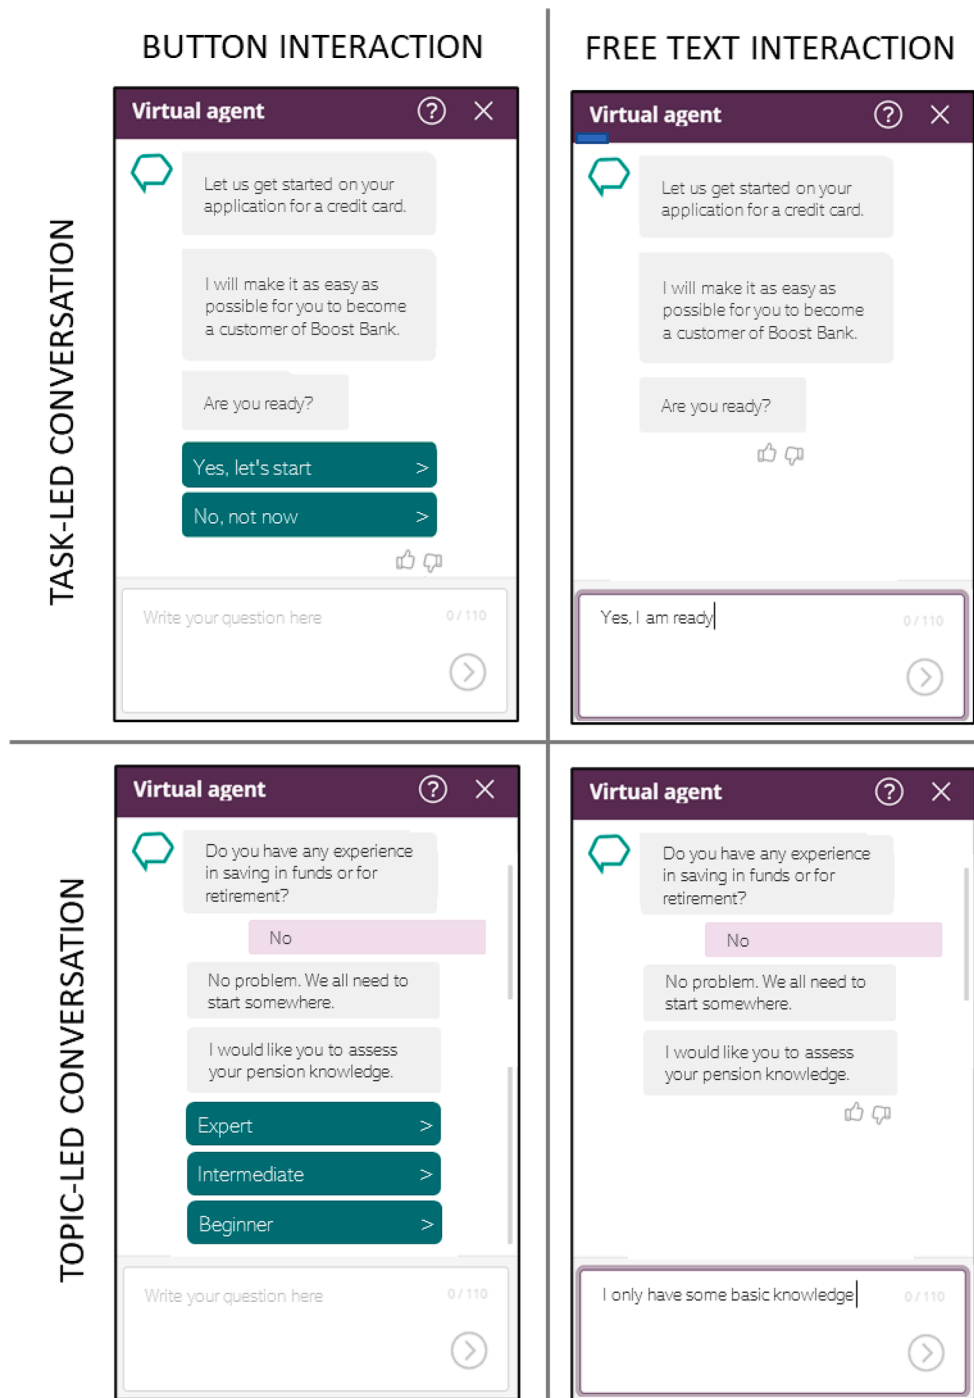 BUTTON INTERACTION
FREE TEXT INTERACTION
TASK-LED CONVERSATION
Virtual agent ? X
Let us get started on your
application for a credit card.
I will make it as easy as
possible for you to become
a customer of Boost Bank.
Are you ready?
Yes, let's start >
No, not now >
Write your question here 0 / 110
Virtual agent ? X
Let us get started on your
application for a credit card.
I will make it as easy as
possible for you to become
a customer of Boost Bank.
Are you ready?
Yes, I am ready 0 / 110
TOPIC-LED CONVERSATION
Virtual agent ? X
Do you have any experience
in saving in funds or for
retirement?
No
No problem. We all need to
start somewhere.
I would like you to assess
your pension knowledge.
Expert >
Intermediate >
Beginner >
Write your question here 0 / 110
Virtual agent ? X
Do you have any experience
in saving in funds or for
retirement?
No
No problem. We all need to
start somewhere.
I would like you to assess
your pension knowledge.
I only have some basic knowledge 0 / 110